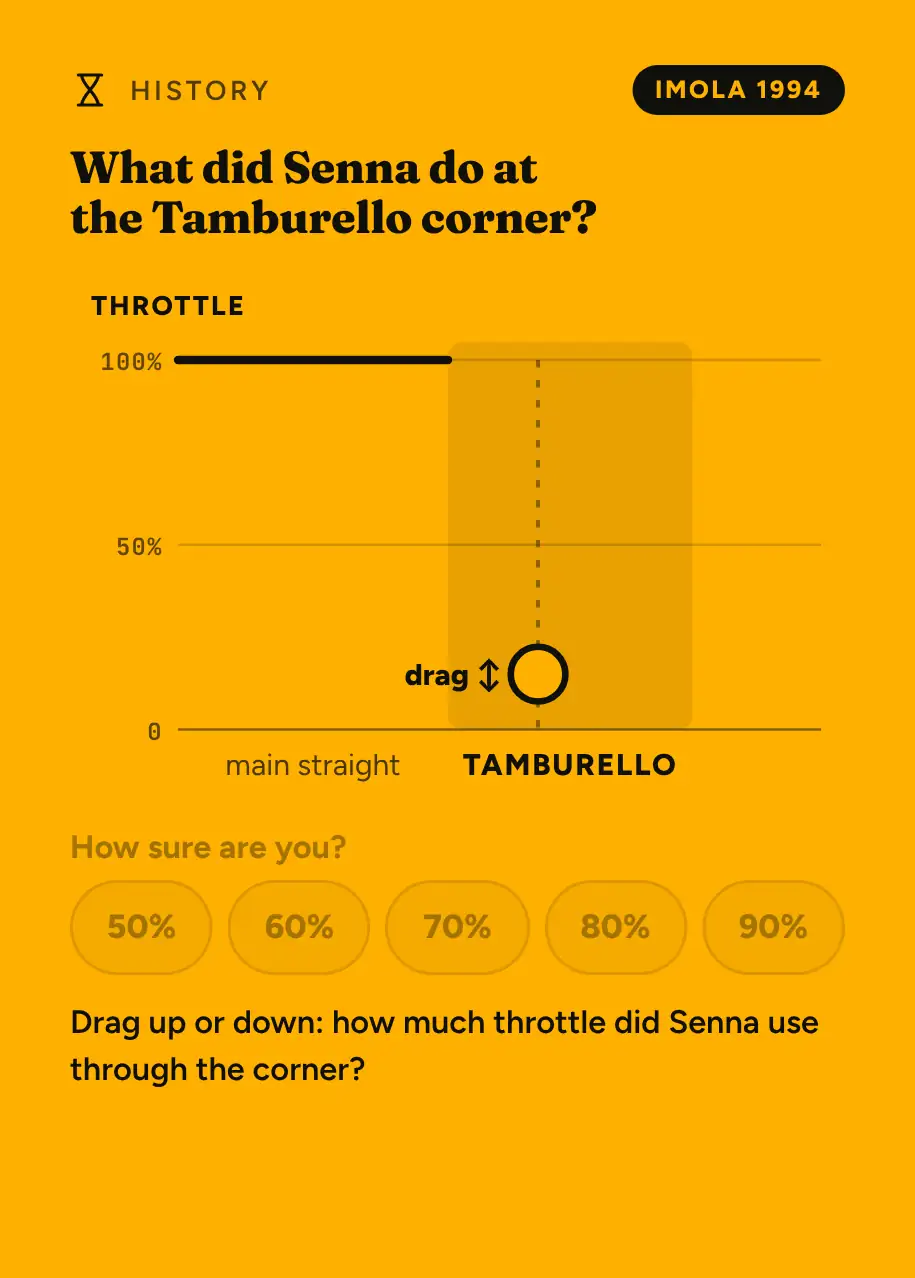 HISTORY
IMOLA 1994
What did Senna do at
the Tamburello corner?
THROTTLE
100%
50%
drag
0
main straight
TAMBURELLO
How sure are you?
50%
60%
70%
80%
90%
Drag up or down: how much throttle did Senna use
through the corner?